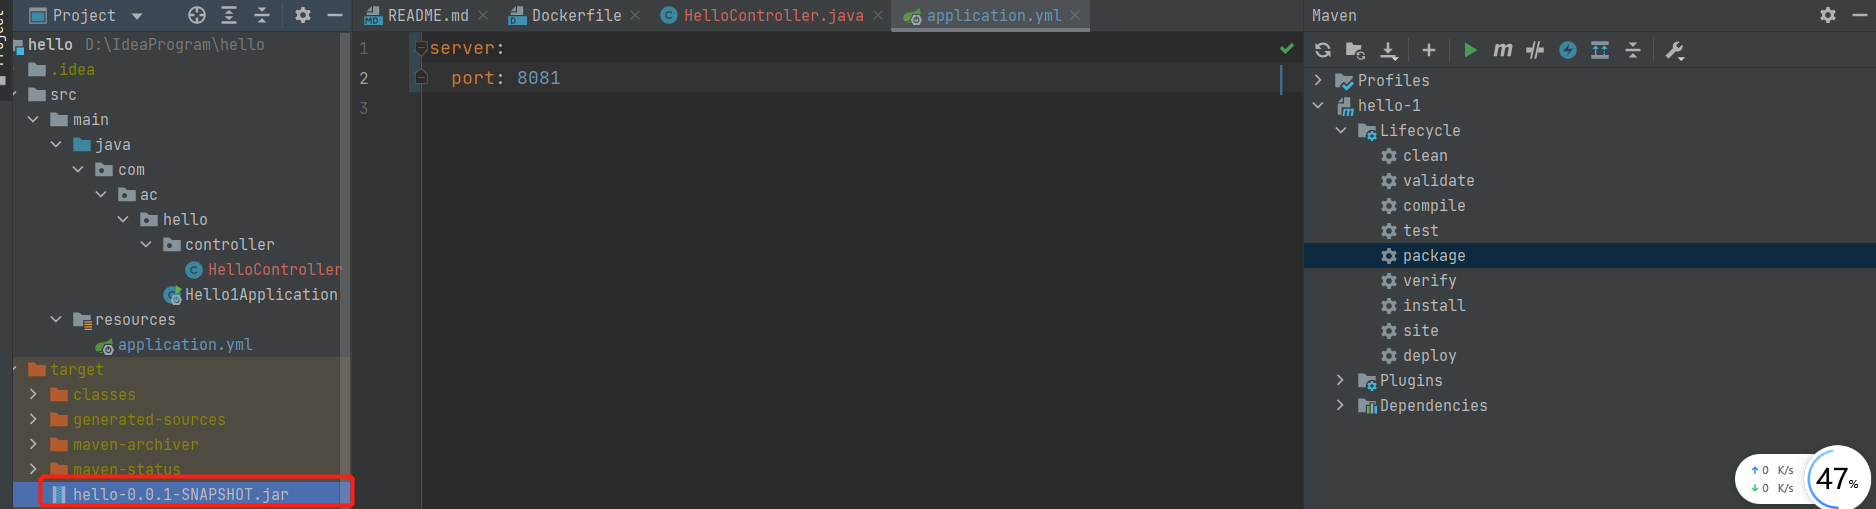 Project
README.md
Dockerfile
HelloController.java
application.yml
Maven
Project
hello D:\IdeaProgram\hello
.idea
src
main
java
com
ac
hello
controller
HelloController
Hello1Application
resources
application.yml
target
classes
generated-sources
maven-archiver
maven-status
hello-0.0.1-SNAPSHOT.jar
1 server:
2 port: 8081
3
Profiles
hello-1
Lifecycle
clean
validate
compile
test
package
verify
install
site
deploy
Plugins
Dependencies
↑ 0 K/s
↓ 0 K/s
47%